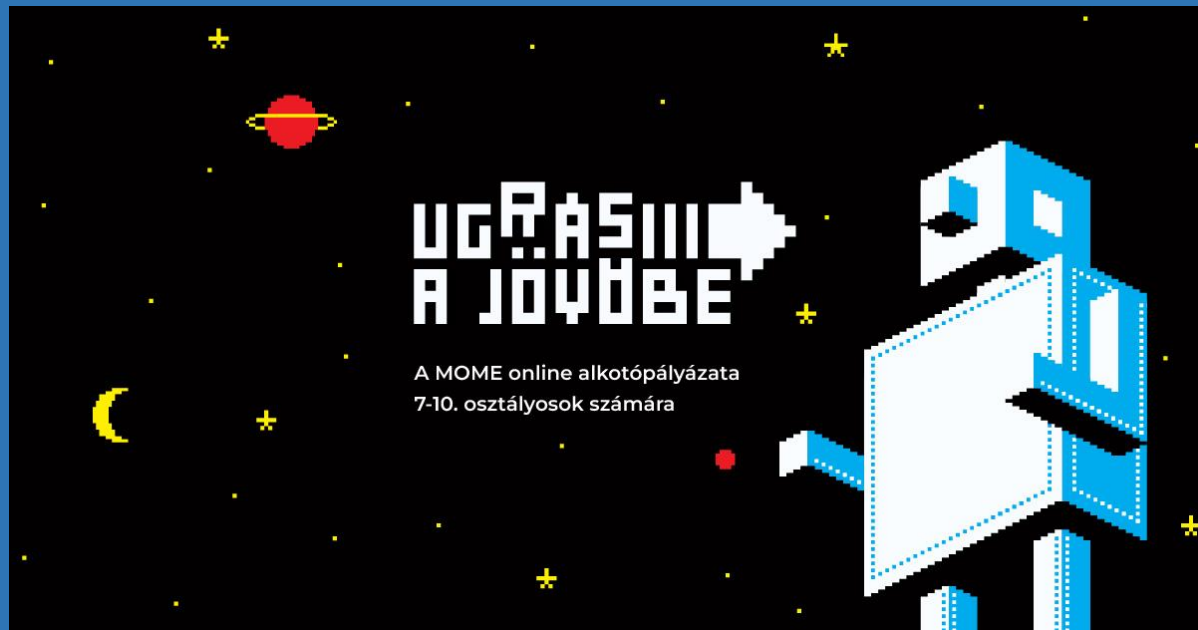 UGRÁSIII
A JÖVŐBE
A MOME online alkotópályázata
7-10. osztályosok számára